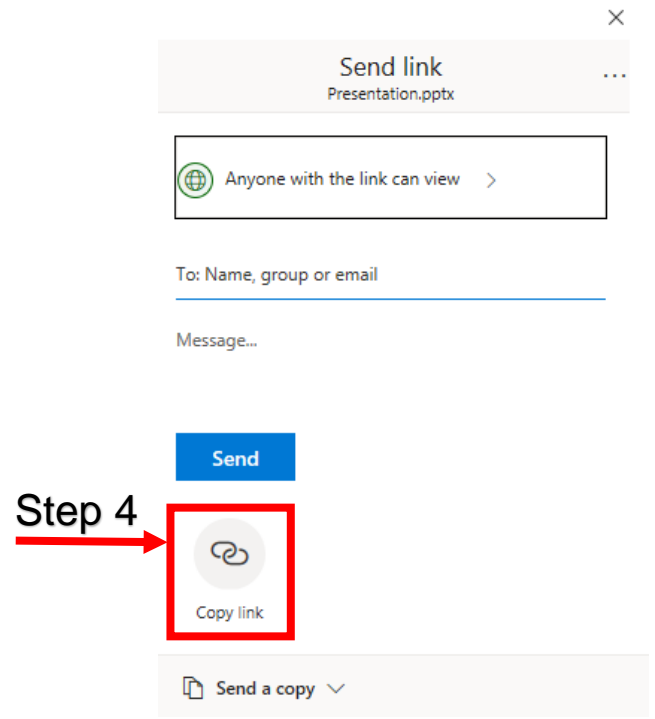 Send link
...
Presentation.pptx
Anyone with the link can view
To: Name, group or email
Message...
Send
Step 4
Copy link
Send a copy